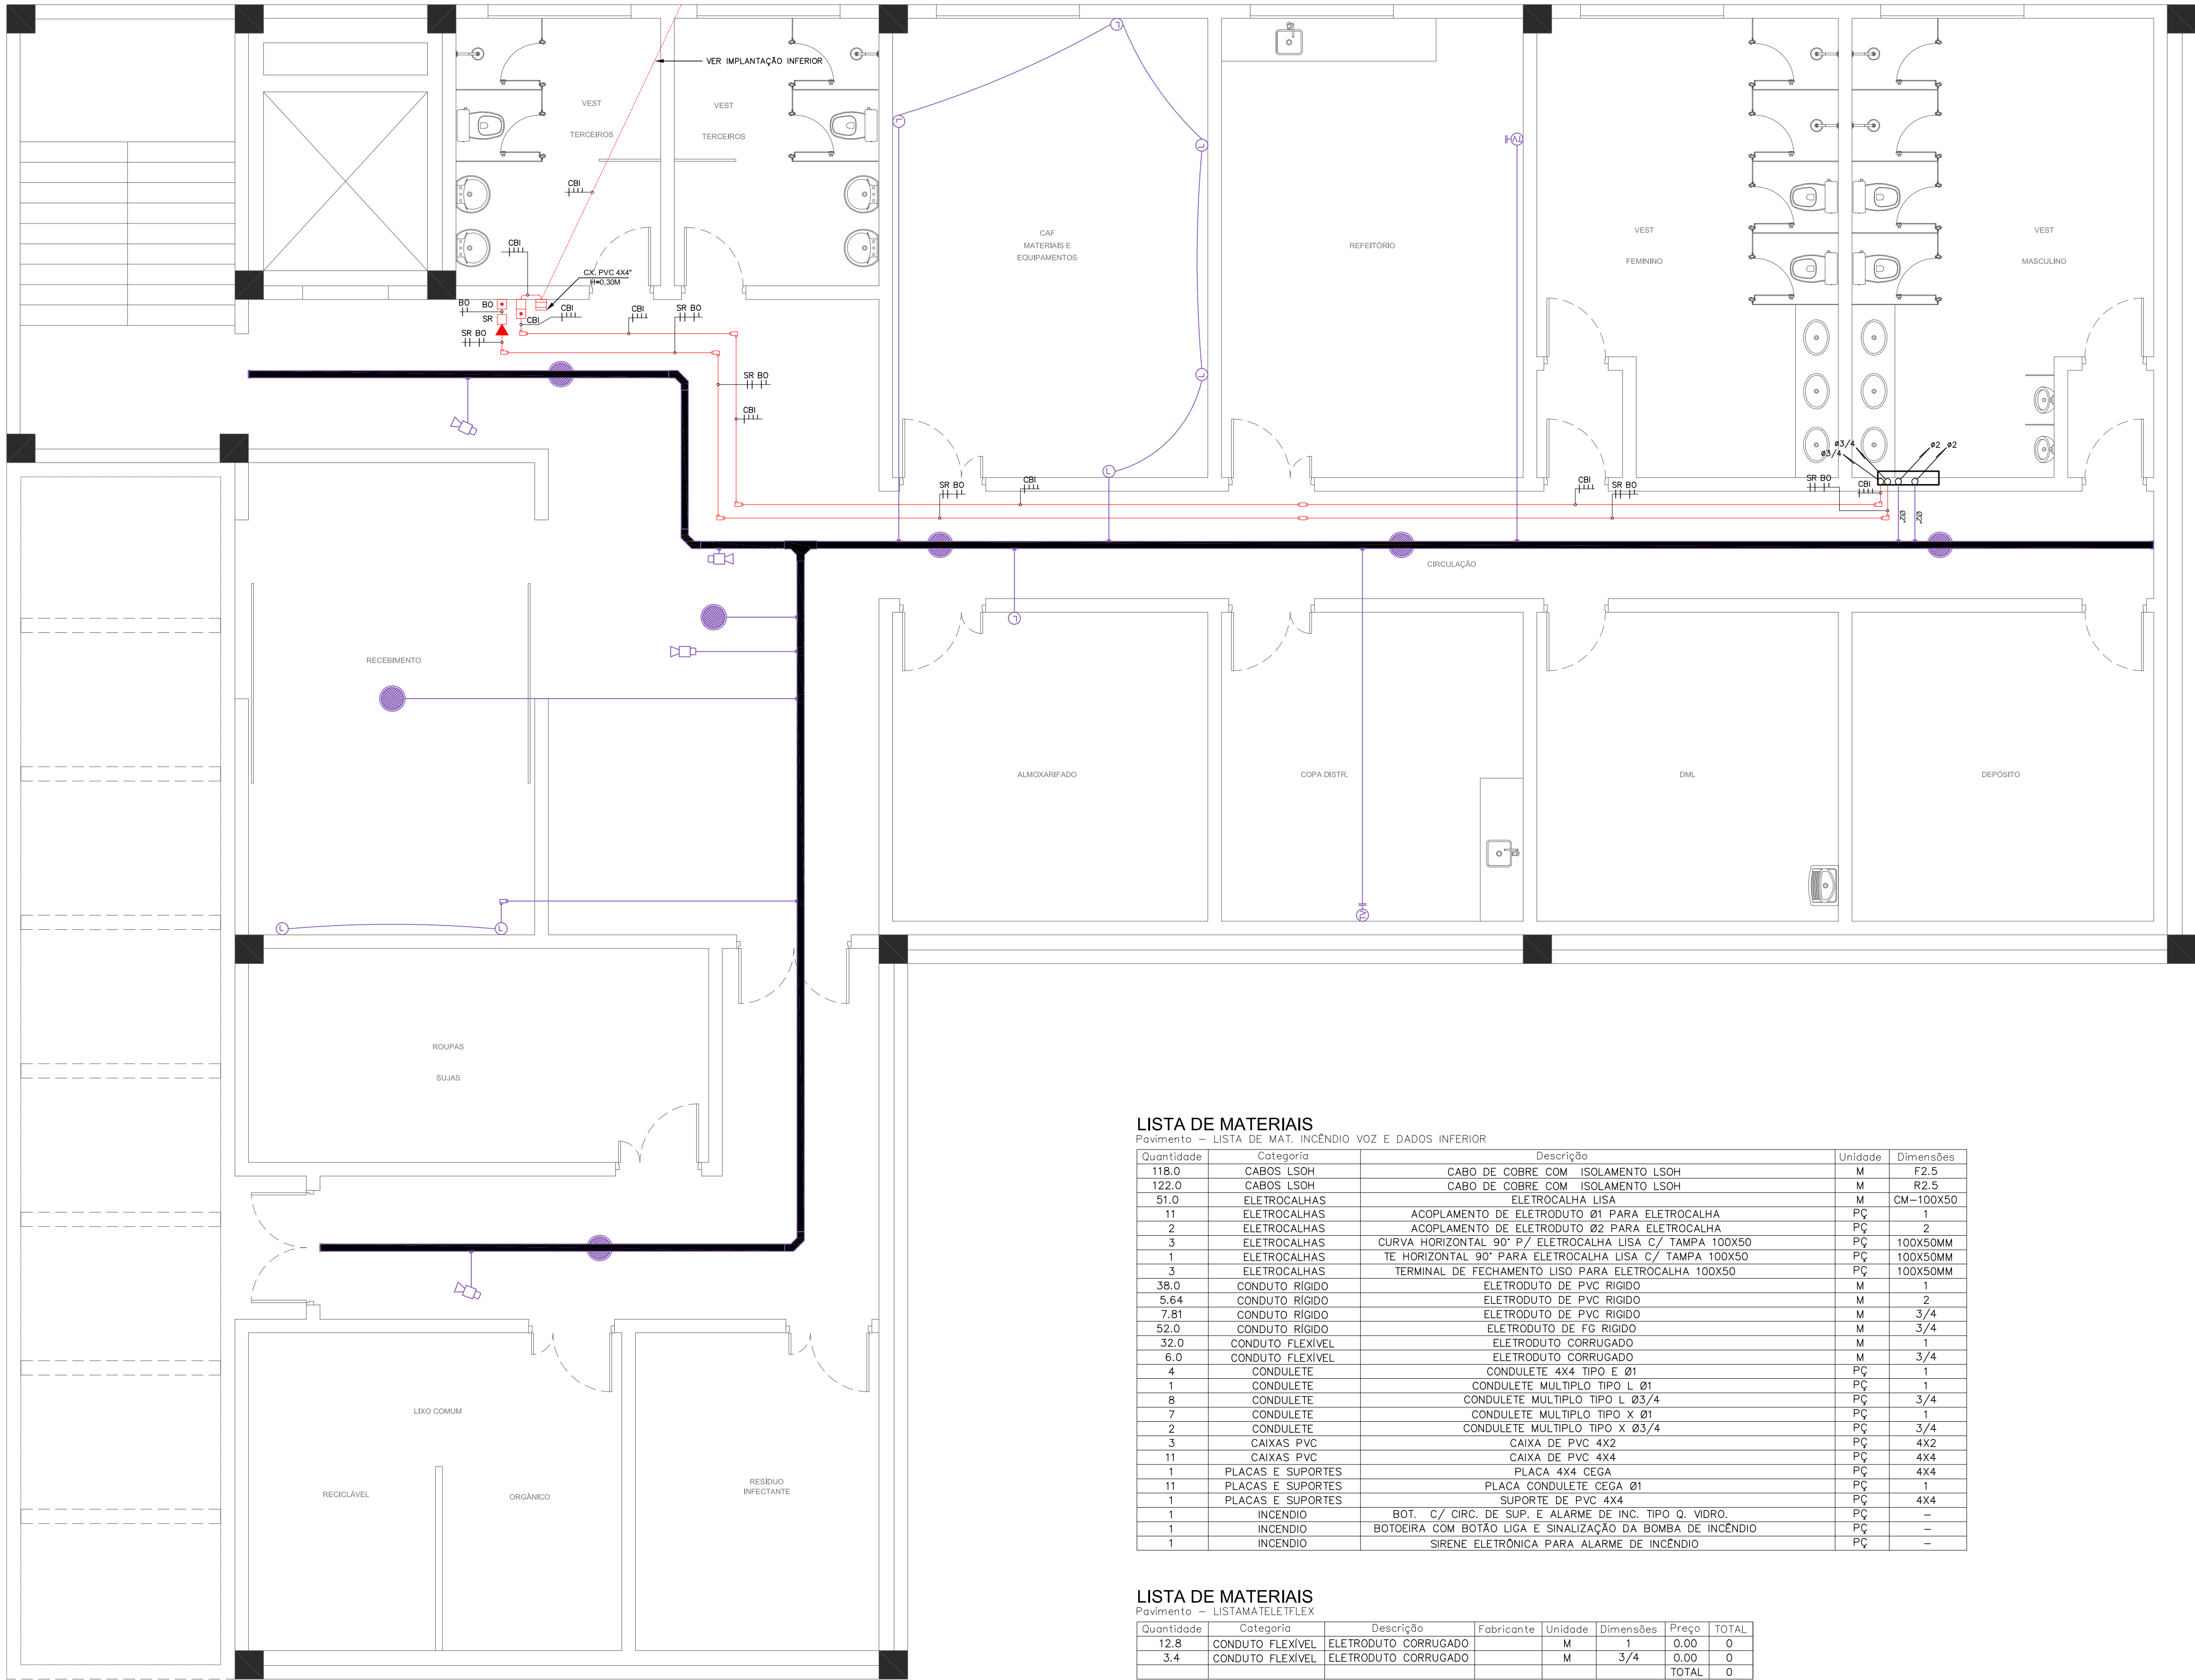 VER IMPLANTAÇÃO INFERIOR
VEST
TERCEIROS
VEST
TERCEIROS
CBI
CBI
CX. PVC 4X4"
H=0,30M
BO
BO
SR
CBI
CBI
CBI
SR BO
SR BO
SR BO
CBI
CAF
MATERIAIS E
EQUIPAMENTOS
REFEITÓRIO
VEST
FEMININO
VEST
MASCULINO
L
L
L
L
L
TV
ø3/4
ø3/4
ø2
ø2
SR BO
CBI
CBI
SR BO
SR BO
CBI
Ø2"
Ø2"
CIRCULAÇÃO
L
RECEBIMENTO
ALMOXARIFADO
COPA DISTR.
DML
DEPÓSITO
TV
L
L
ROUPAS
SUJAS
LIXO COMUM
RECICLÁVEL
ORGÂNICO
RESÍDUO
INFECTANTE
LISTA DE MATERIAIS
Pavimento – LISTA DE MAT. INCÊNDIO VOZ E DADOS INFERIOR
Quantidade Categoria Descrição Unidade Dimensões
118.0 CABOS LSOH CABO DE COBRE COM ISOLAMENTO LSOH M F2.5
122.0 CABOS LSOH CABO DE COBRE COM ISOLAMENTO LSOH M R2.5
51.0 ELETROCALHAS ELETROCALHA LISA M CM–100X50
11 ELETROCALHAS ACOPLAMENTO DE ELETRODUTO Ø1 PARA ELETROCALHA PÇ 1
2 ELETROCALHAS ACOPLAMENTO DE ELETRODUTO Ø2 PARA ELETROCALHA PÇ 2
3 ELETROCALHAS CURVA HORIZONTAL 90° P/ ELETROCALHA LISA C/ TAMPA 100X50 PÇ 100X50MM
1 ELETROCALHAS TE HORIZONTAL 90° PARA ELETROCALHA LISA C/ TAMPA 100X50 PÇ 100X50MM
3 ELETROCALHAS TERMINAL DE FECHAMENTO LISO PARA ELETROCALHA 100X50 PÇ 100X50MM
38.0 CONDUTO RÍGIDO ELETRODUTO DE PVC RIGIDO M 1
5.64 CONDUTO RÍGIDO ELETRODUTO DE PVC RIGIDO M 2
7.81 CONDUTO RÍGIDO ELETRODUTO DE PVC RIGIDO M 3/4
52.0 CONDUTO RÍGIDO ELETRODUTO DE FG RIGIDO M 3/4
32.0 CONDUTO FLEXÍVEL ELETRODUTO CORRUGADO M 1
6.0 CONDUTO FLEXÍVEL ELETRODUTO CORRUGADO M 3/4
4 CONDULETE CONDULETE 4X4 TIPO E Ø1 PÇ 1
1 CONDULETE CONDULETE MULTIPLO TIPO L Ø1 PÇ 1
8 CONDULETE CONDULETE MULTIPLO TIPO L Ø3/4 PÇ 3/4
7 CONDULETE CONDULETE MULTIPLO TIPO X Ø1 PÇ 1
2 CONDULETE CONDULETE MULTIPLO TIPO X Ø3/4 PÇ 3/4
3 CAIXAS PVC CAIXA DE PVC 4X2 PÇ 4X2
11 CAIXAS PVC CAIXA DE PVC 4X4 PÇ 4X4
1 PLACAS E SUPORTES PLACA 4X4 CEGA PÇ 4X4
11 PLACAS E SUPORTES PLACA CONDULETE CEGA Ø1 PÇ 1
1 PLACAS E SUPORTES SUPORTE DE PVC 4X4 PÇ 4X4
1 INCENDIO BOT. C/ CIRC. DE SUP. E ALARME DE INC. TIPO Q. VIDRO. PÇ –
1 INCENDIO BOTOEIRA COM BOTÃO LIGA E SINALIZAÇÃO DA BOMBA DE INCÊNDIO PÇ –
1 INCENDIO SIRENE ELETRÔNICA PARA ALARME DE INCÊNDIO PÇ –
LISTA DE MATERIAIS
Pavimento – LISTAMATELETFLEX
Quantidade Categoria Descrição Fabricante Unidade Dimensões Preço TOTAL
12.8 CONDUTO FLEXÍVEL ELETRODUTO CORRUGADO M 1 0.00 0
3.4 CONDUTO FLEXÍVEL ELETRODUTO CORRUGADO M 3/4 0.00 0
TOTAL 0